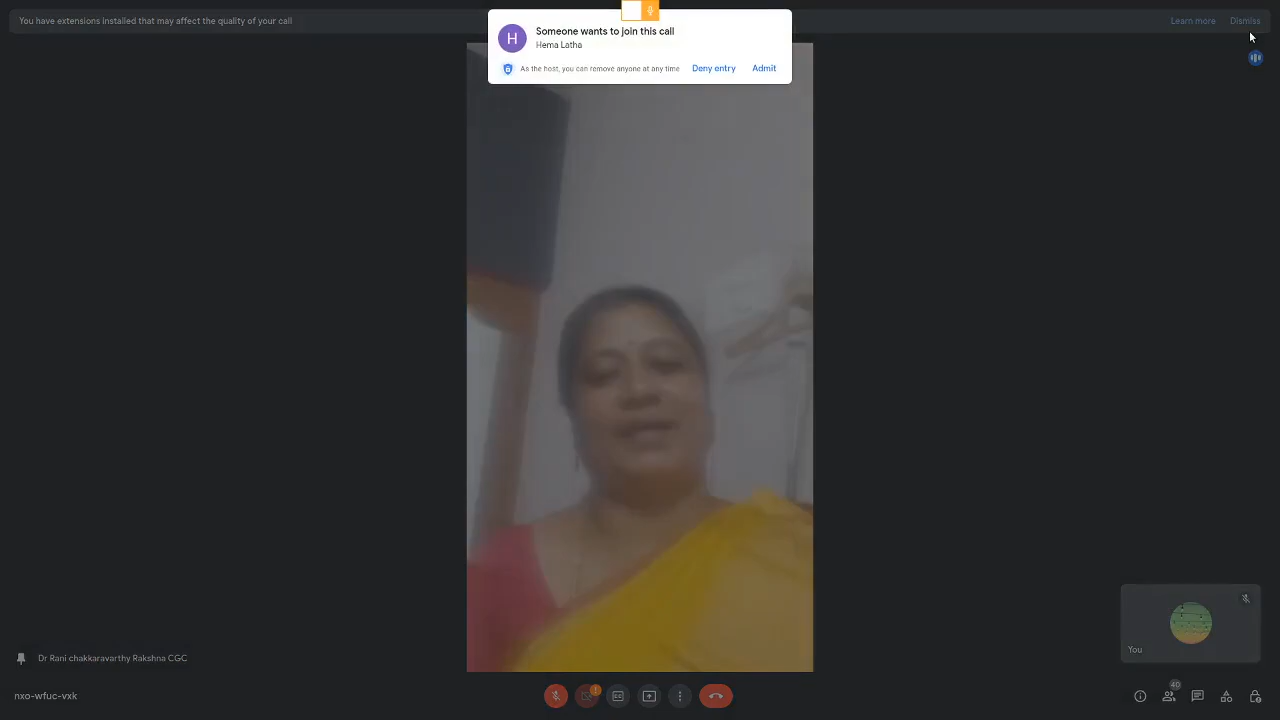 You have extensions installed that may affect the quality of your call
Learn more
Dismiss
H
Someone wants to join this call
Hema Latha
As the host, you can remove anyone at any time
Deny entry
Admit
You
Dr Rani chakkaravarthy Rakshna CGC
nxo-wfuc-vxk
CC
40